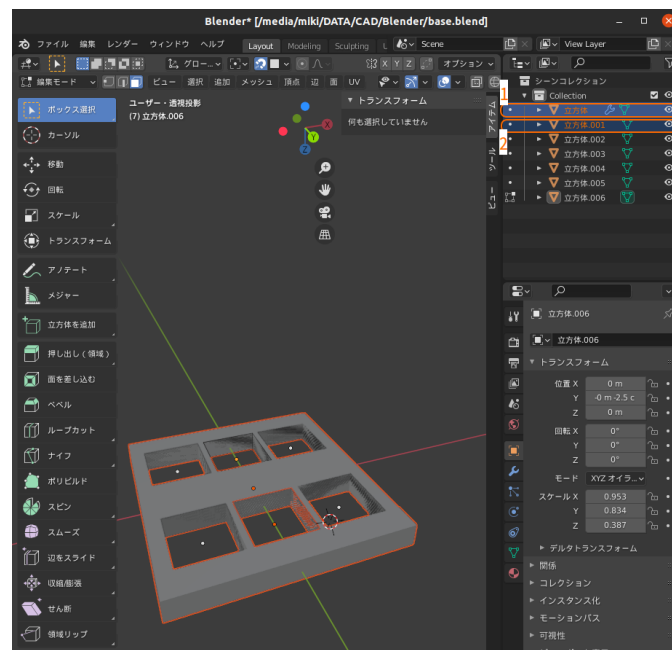 Blender* [/media/miki/DATA/CAD/Blender/base.blend]
ファイル 編集 レンダー ウィンドウ ヘルプ Layout Modeling Sculpting Scene View Layer
グロー... X Y Z オプション
編集モード ビュー 選択 追加 メッシュ 頂点 辺 面 UV
シーンコレクション
Collection
1
立方体
立方体.001
2
立方体.002
立方体.003
立方体.004
立方体.005
立方体.006
ボックス選択
カーソル
移動
回転
スケール
トランスフォーム
アノテート
メジャー
立方体を追加
押し出し(領域)
面を差し込む
ベベル
ループカット
ナイフ
ポリビルド
スピン
スムーズ
辺をスライド
収縮/膨張
せん断
領域リップ
ユーザー・透視投影
(7) 立方体.006
トランスフォーム
何も選択していません
X
Y
Z
アイテム
ツール
ビュー
立方体.006
立方体.006
トランスフォーム
位置 X 0 m
Y -0 m -2.5 c
Z 0 m
回転 X 0°
Y 0°
Z 0°
モード XYZ オイラ...
スケール X 0.953
Y 0.834
Z 0.387
デルタトランスフォーム
関係
コレクション
インスタンス化
モーションパス
可視性